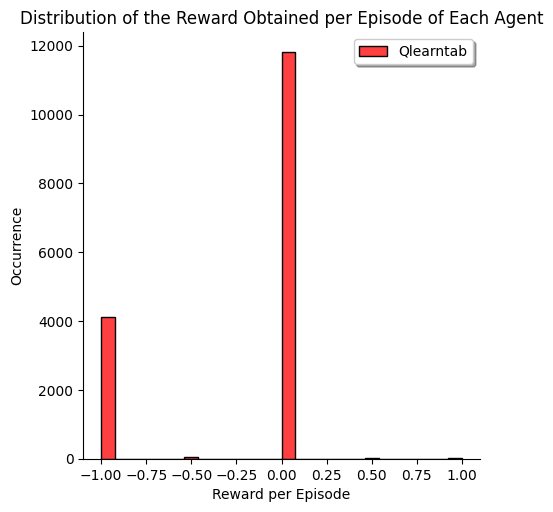 Distribution of the Reward Obtained per Episode of Each Agent
Qlearntab
12000
10000
8000
6000
4000
2000
0
Occurrence
−1.00 −0.75 −0.50 −0.25 0.00 0.25 0.50 0.75 1.00
Reward per Episode